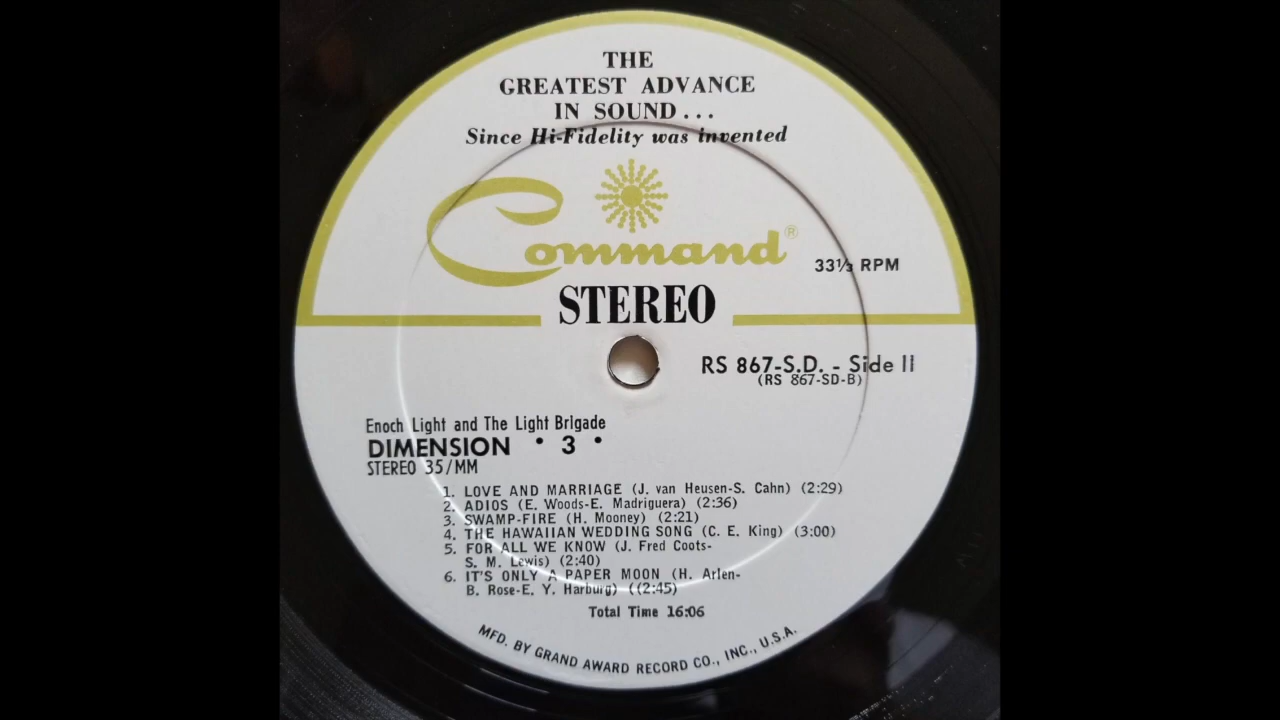 THE
GREATEST ADVANCE
IN SOUND...
Since Hi-Fidelity was invented
Command®
33⅓ RPM
STEREO
RS 867-S.D. - Side II
(RS 867-SD-B)
Enoch Light and The Light Brigade
DIMENSION • 3 •
STEREO 35/MM
1. LOVE AND MARRIAGE (J. van Heusen-S. Cahn) (2:29)
2. ADIOS (E. Woods-E. Madriguera) (2:36)
3. SWAMP-FIRE (H. Mooney) (2:21)
4. THE HAWAIIAN WEDDING SONG (C. E. King) (3:00)
5. FOR ALL WE KNOW (J. Fred Coots-
S. M. Lewis) (2:40)
6. IT'S ONLY A PAPER MOON (H. Arlen-
B. Rose-E. Y. Harburg) ((2:45)
Total Time 16:06
MFD. BY GRAND AWARD RECORD CO., INC., U.S.A.